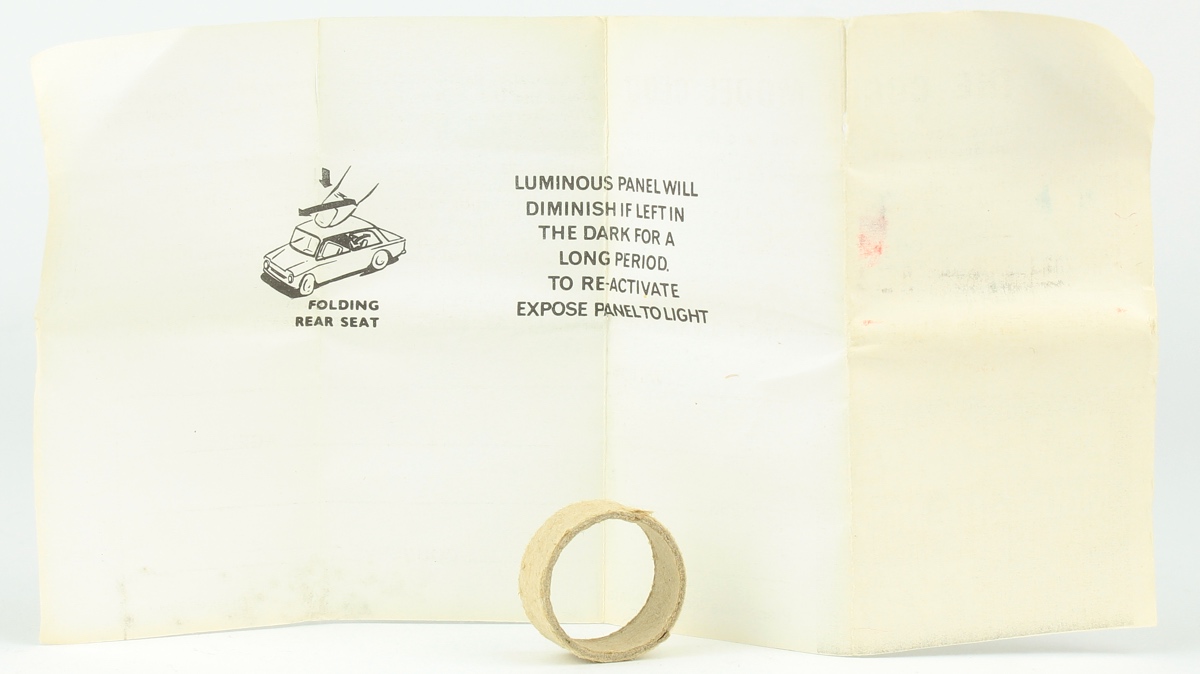 FOLDING
REAR SEAT
LUMINOUS PANEL WILL
DIMINISH IF LEFT IN
THE DARK FOR A
LONG PERIOD.
TO RE-ACTIVATE
EXPOSE PANEL TO LIGHT